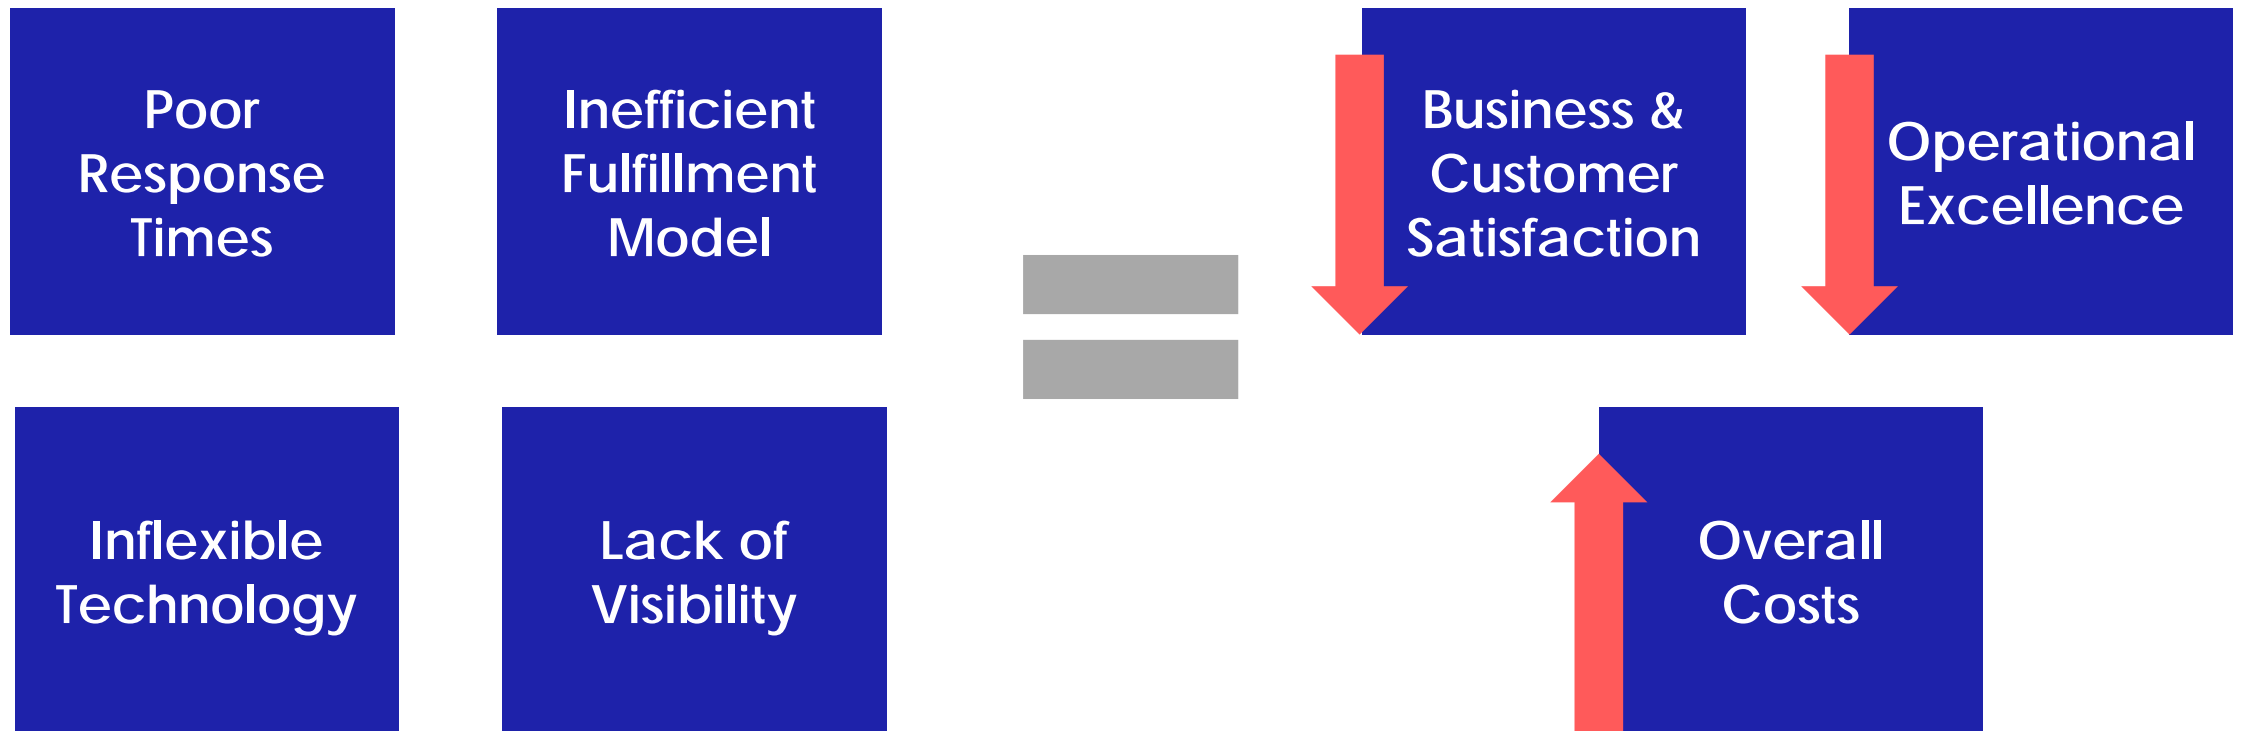 Poor
Response
Times
Inefficient
Fulfillment
Model
Business &
Customer
Satisfaction
Operational
Excellence
Inflexible
Technology
Lack of
Visibility
Overall
Costs